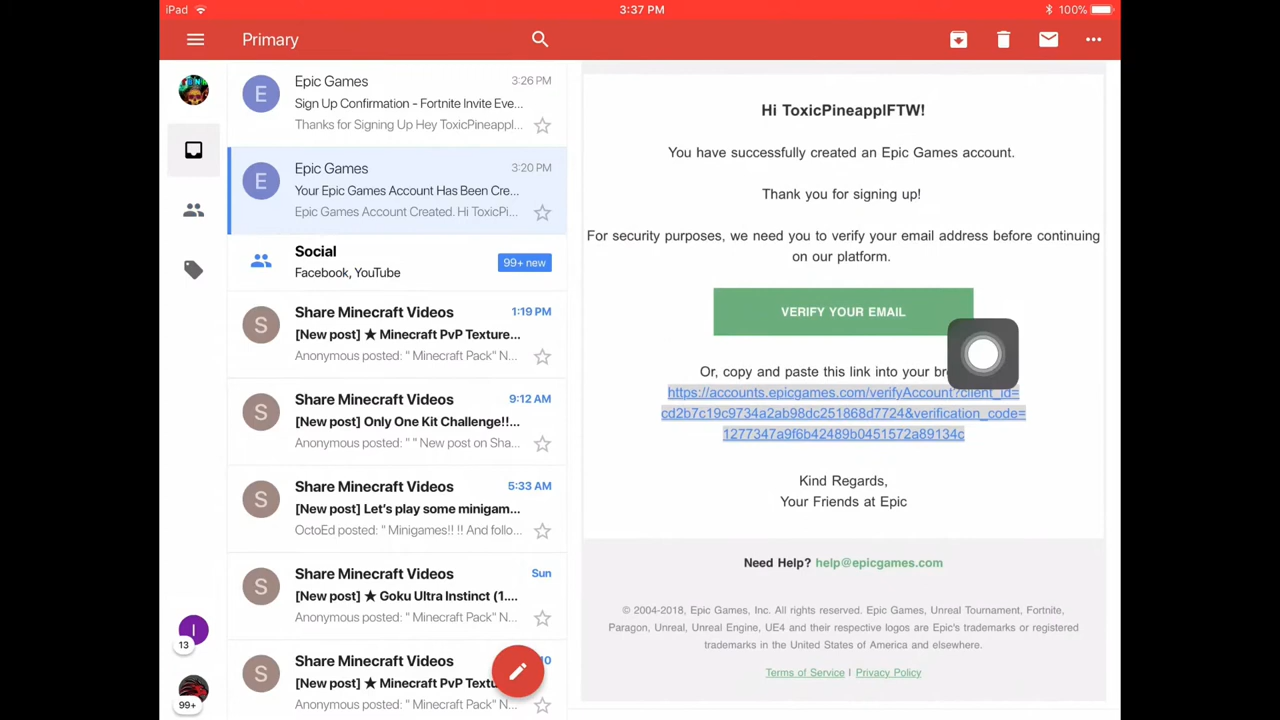 iPad
3:37 PM
100%
Primary
Epic Games
3:26 PM
Sign Up Confirmation - Fortnite Invite Eve...
Thanks for Signing Up Hey ToxicPineappl...
E
Epic Games
3:20 PM
Your Epic Games Account Has Been Cre...
Epic Games Account Created. Hi ToxicPi...
E
Social
Facebook, YouTube
99+ new
Share Minecraft Videos
1:19 PM
[New post] ★ Minecraft PvP Texture...
Anonymous posted: " Minecraft Pack" N...
S
Share Minecraft Videos
9:12 AM
[New post] Only One Kit Challenge!!...
Anonymous posted: " " New post on Sha...
S
Share Minecraft Videos
5:33 AM
[New post] Let's play some minigam...
OctoEd posted: " Minigames!! !! And follo...
S
Share Minecraft Videos
Sun
[New post] ★ Goku Ultra Instinct (1....
Anonymous posted: " Minecraft Pack" N...
S
Share Minecraft Videos
10
[New post] ★ Minecraft PvP Textu
Anonymous posted: " Minecraft Pack" N...
S
I
13
99+
Hi ToxicPineapplFTW!
You have successfully created an Epic Games account.
Thank you for signing up!
For security purposes, we need you to verify your email address before continuing
on our platform.
VERIFY YOUR EMAIL
Or, copy and paste this link into your br
https://accounts.epicgames.com/verifyAccount?client_id=
cd2b7c19c9734a2ab98dc251868d7724&verification_code=
1277347a9f6b42489b0451572a89134c
Kind Regards,
Your Friends at Epic
Need Help? help@epicgames.com
© 2004-2018, Epic Games, Inc. All rights reserved. Epic Games, Unreal Tournament, Fortnite,
Paragon, Unreal, Unreal Engine, UE4 and their respective logos are Epic's trademarks or registered
trademarks in the United States of America and elsewhere.
Terms of Service | Privacy Policy